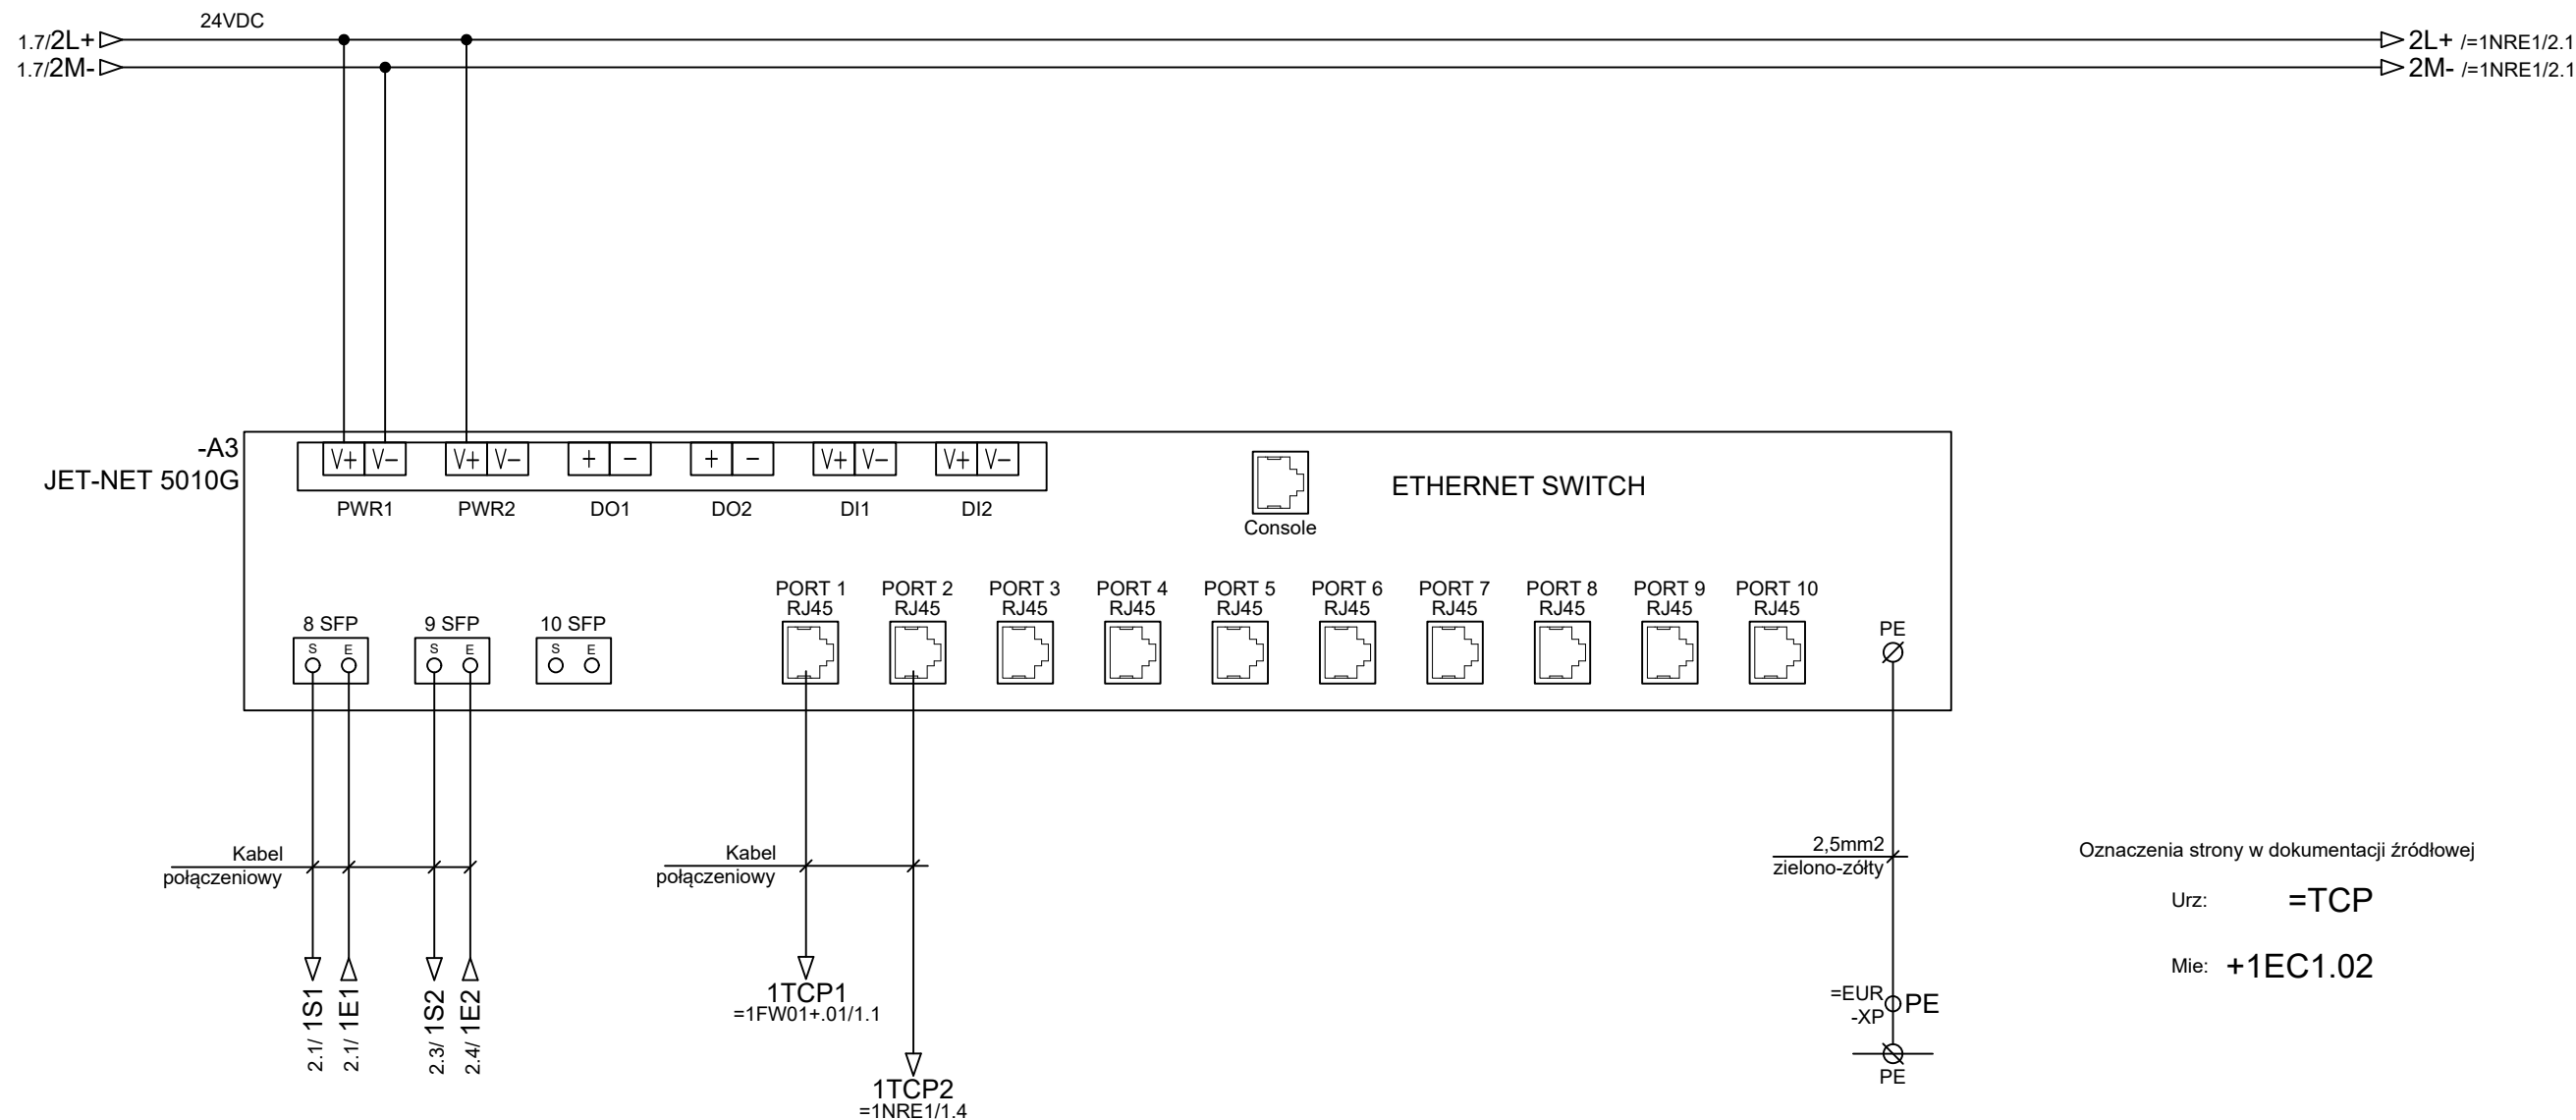 24VDC
1.7/2L+
2L+ /=1NRE1/2.1
1.7/2M-
2M- /=1NRE1/2.1
-A3
JET-NET 5010G
V+ V- V+ V- + - + - V+ V- V+ V-
PWR1 PWR2 DO1 DO2 DI1 DI2
Console
ETHERNET SWITCH
8 SFP 9 SFP 10 SFP
S E S E S E
PORT 1 PORT 2 PORT 3 PORT 4 PORT 5 PORT 6 PORT 7 PORT 8 PORT 9 PORT 10
RJ45 RJ45 RJ45 RJ45 RJ45 RJ45 RJ45 RJ45 RJ45 RJ45
PE
Kabel
połączeniowy
Kabel
połączeniowy
2,5mm2
zielono-zółty
2.1/ 1S1
2.1/ 1E1
2.3/ 1S2
2.4/ 1E2
1TCP1
=1FW01+.01/1.1
1TCP2
=1NRE1/1.4
=EUR
-XP
PE
PE
Oznaczenia strony w dokumentacji źródłowej
Urz: =TCP
Mie: +1EC1.02